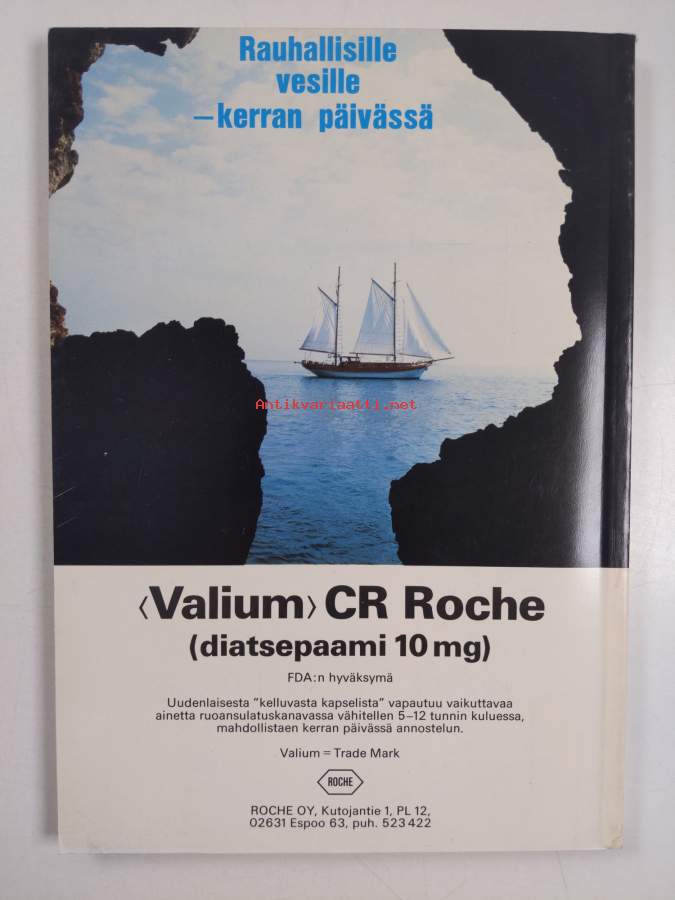 Rauhallisille
vesille
–kerran päivässä
Antikvariaatti.net
‹Valium› CR Roche
(diatsepaami 10 mg)
FDA:n hyväksymä
Uudenlaisesta ”kelluvasta kapselista” vapautuu vaikuttavaa
ainetta ruoansulatuskanavassa vähitellen 5–12 tunnin kuluessa,
mahdollistaen kerran päivässä annostelun.
Valium = Trade Mark
ROCHE
ROCHE OY, Kutojantie 1, PL 12,
02631 Espoo 63, puh. 523 422